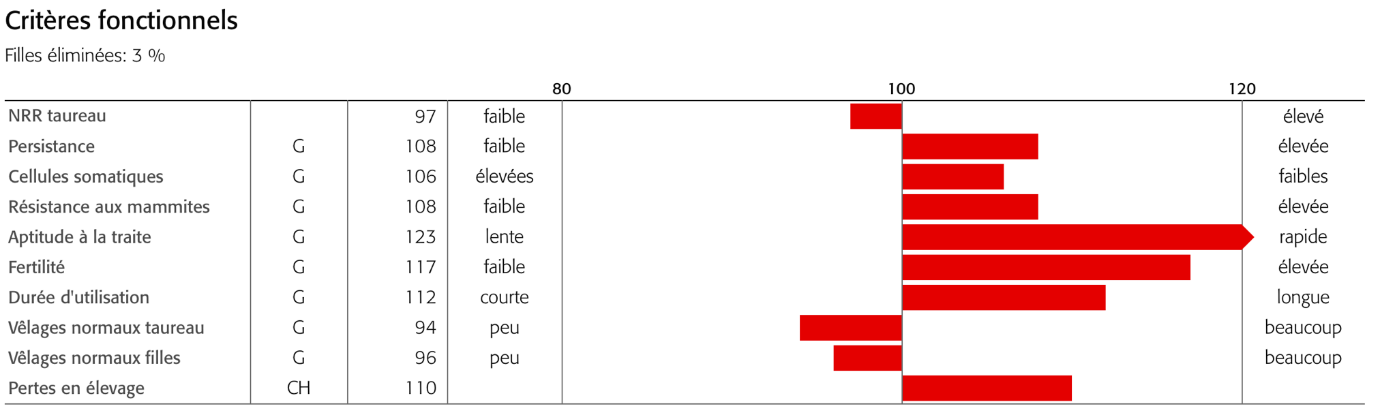 Critères fonctionnels
Filles éliminées: 3 %
80 100 120
NRR taureau 97 faible élevé
Persistance G 108 faible élevée
Cellules somatiques G 106 élevées faibles
Résistance aux mammites G 108 faible élevée
Aptitude à la traite G 123 lente rapide
Fertilité G 117 faible élevée
Durée d'utilisation G 112 courte longue
Vêlages normaux taureau G 94 peu beaucoup
Vêlages normaux filles G 96 peu beaucoup
Pertes en élevage CH 110